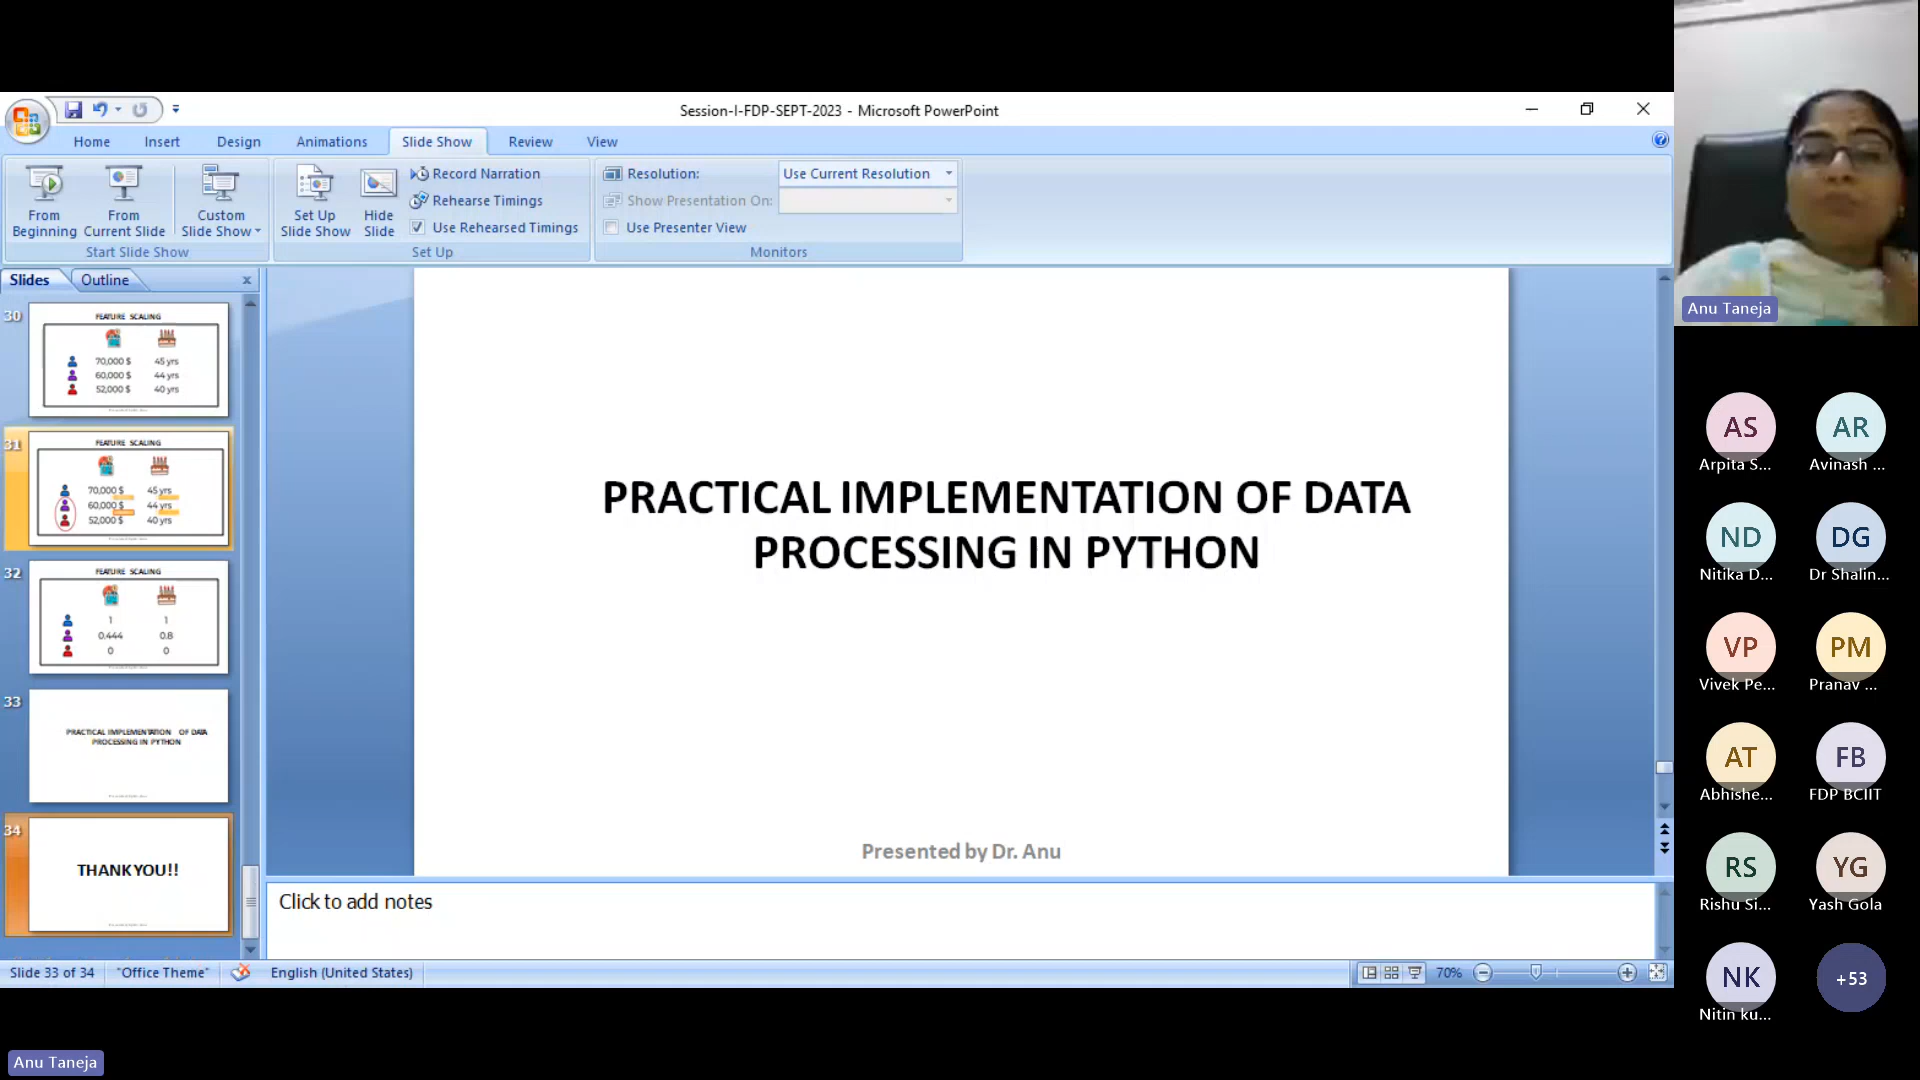 Session-I-FDP-SEPT-2023 - Microsoft PowerPoint
Home Insert Design Animations Slide Show Review View
From Beginning
From Current Slide
Custom Slide Show
Start Slide Show
Set Up Slide Show
Hide Slide
Record Narration
Rehearse Timings
Use Rehearsed Timings
Set Up
Resolution: Use Current Resolution
Show Presentation On:
Use Presenter View
Monitors
Slides Outline
30
FEATURE SCALING
70,000 $ 45 yrs
60,000 $ 44 yrs
52,000 $ 40 yrs
31
FEATURE SCALING
70,000 $ 45 yrs
60,000 $ 44 yrs
52,000 $ 40 yrs
32
FEATURE SCALING
1 1
0.444 0.8
0 0
33
PRACTICAL IMPLEMENTATION OF DATA
PROCESSING IN PYTHON
34
THANK YOU!!
PRACTICAL IMPLEMENTATION OF DATA
PROCESSING IN PYTHON
Presented by Dr. Anu
Click to add notes
Slide 33 of 34 "Office Theme" English (United States) 70%
Anu Taneja
Anu Taneja
AS AR
Arpita S... Avinash ...
ND DG
Nitika D... Dr Shalin...
VP PM
Vivek Pe... Pranav ...
AT FB
Abhishe... FDP BCIIT
RS YG
Rishu Si... Yash Gola
NK +53
Nitin ku...